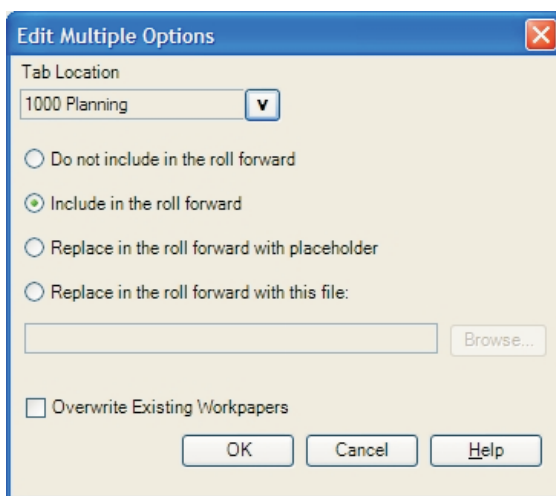 Edit Multiple Options
Tab Location
1000 Planning
v
Do not include in the roll forward
Include in the roll forward
Replace in the roll forward with placeholder
Replace in the roll forward with this file:
Browse...
Overwrite Existing Workpapers
OK Cancel Help